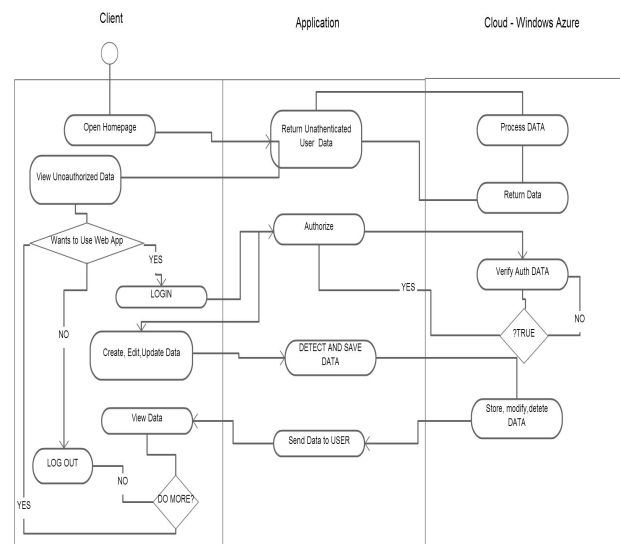 Client
Application
Cloud - Windows Azure
Open Homepage
Return Unathenticated
User Data
Process DATA
View Unoauthorized Data
Return Data
Wants to Use Web App
YES
Authorize
LOGIN
Verify Auth DATA
YES
NO
NO
?TRUE
Create, Edit,Update Data
DETECT AND SAVE
DATA
View Data
Store, modify,detete
DATA
Send Data to USER
LOG OUT
NO
DO MORE?
YES